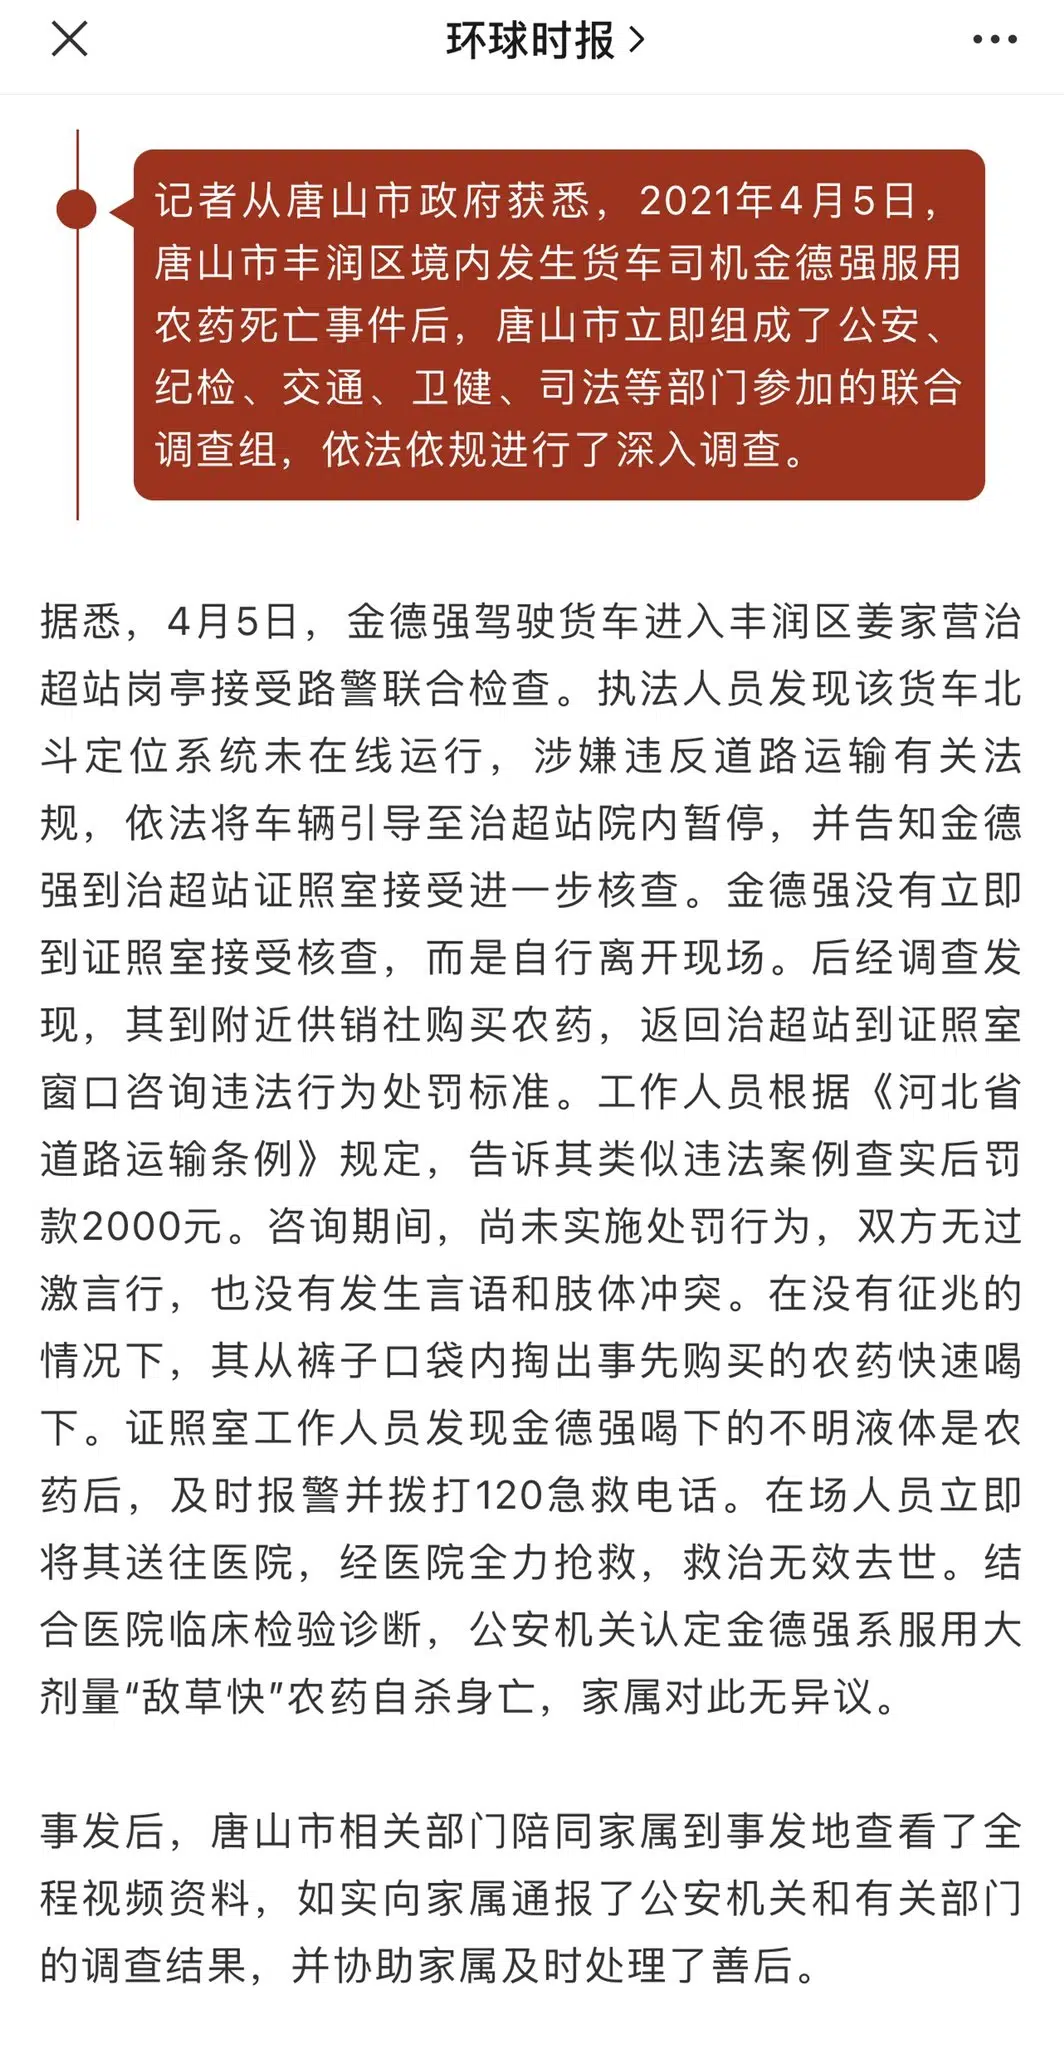 环球时报
记者从唐山市政府获悉，2021年4月5日，
唐山市丰润区境内发生货车司机金德强服用
农药死亡事件后，唐山市立即组成了公安、
纪检、交通、卫健、司法等部门参加的联合
调查组，依法依规进行了深入调查。
据悉，4月5日，金德强驾驶货车进入丰润区姜家营治
超站岗亭接受路警联合检查。执法人员发现该货车北
斗定位系统未在线运行，涉嫌违反道路运输有关法
规，依法将车辆引导至治超站院内暂停，并告知金德
强到治超站证照室接受进一步核查。金德强没有立即
到证照室接受核查，而是自行离开现场。后经调查发
现，其到附近供销社购买农药，返回治超站到证照室
窗口咨询违法行为处罚标准。工作人员根据《河北省
道路运输条例》规定，告诉其类似违法案例查实后罚
款2000元。咨询期间，尚未实施处罚行为，双方无过
激言行，也没有发生言语和肢体冲突。在没有征兆的
情况下，其从裤子口袋内掏出事先购买的农药快速喝
下。证照室工作人员发现金德强喝下的不明液体是农
药后，及时报警并拨打120急救电话。在场人员立即
将其送往医院，经医院全力抢救，救治无效去世。结
合医院临床检验诊断，公安机关认定金德强系服用大
剂量“敌草快”农药自杀身亡，家属对此无异议。
事发后，唐山市相关部门陪同家属到事发地查看了全
程视频资料，如实向家属通报了公安机关和有关部门
的调查结果，并协助家属及时处理了善后。